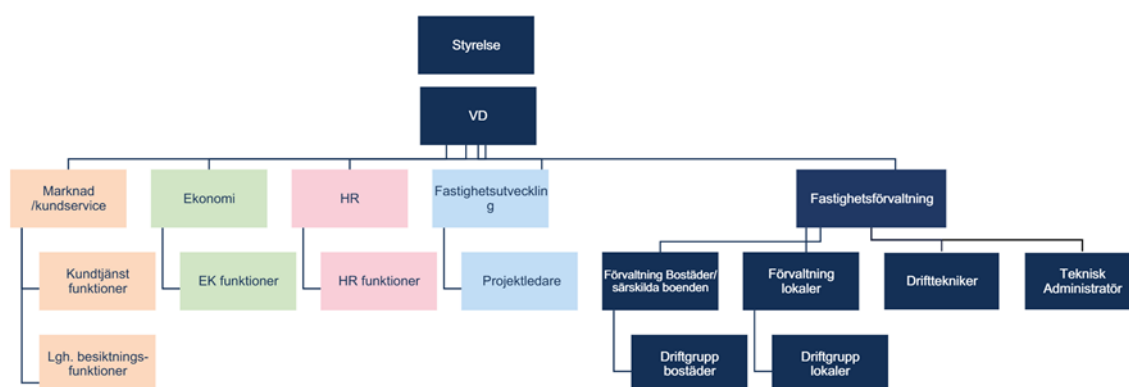 Styrelse
VD
Marknad
/kundservice
Ekonomi
HR
Fastighetsutvecklin
g
Fastighetsförvaltning
Kundtjänst
funktioner
EK funktioner
HR funktioner
Projektledare
Förvaltning Bostäder/
särskilda boenden
Förvaltning
lokaler
Drifttekniker
Teknisk
Administratör
Lgh. besiktnings-
funktioner
Driftgrupp
bostäder
Driftgrupp
lokaler